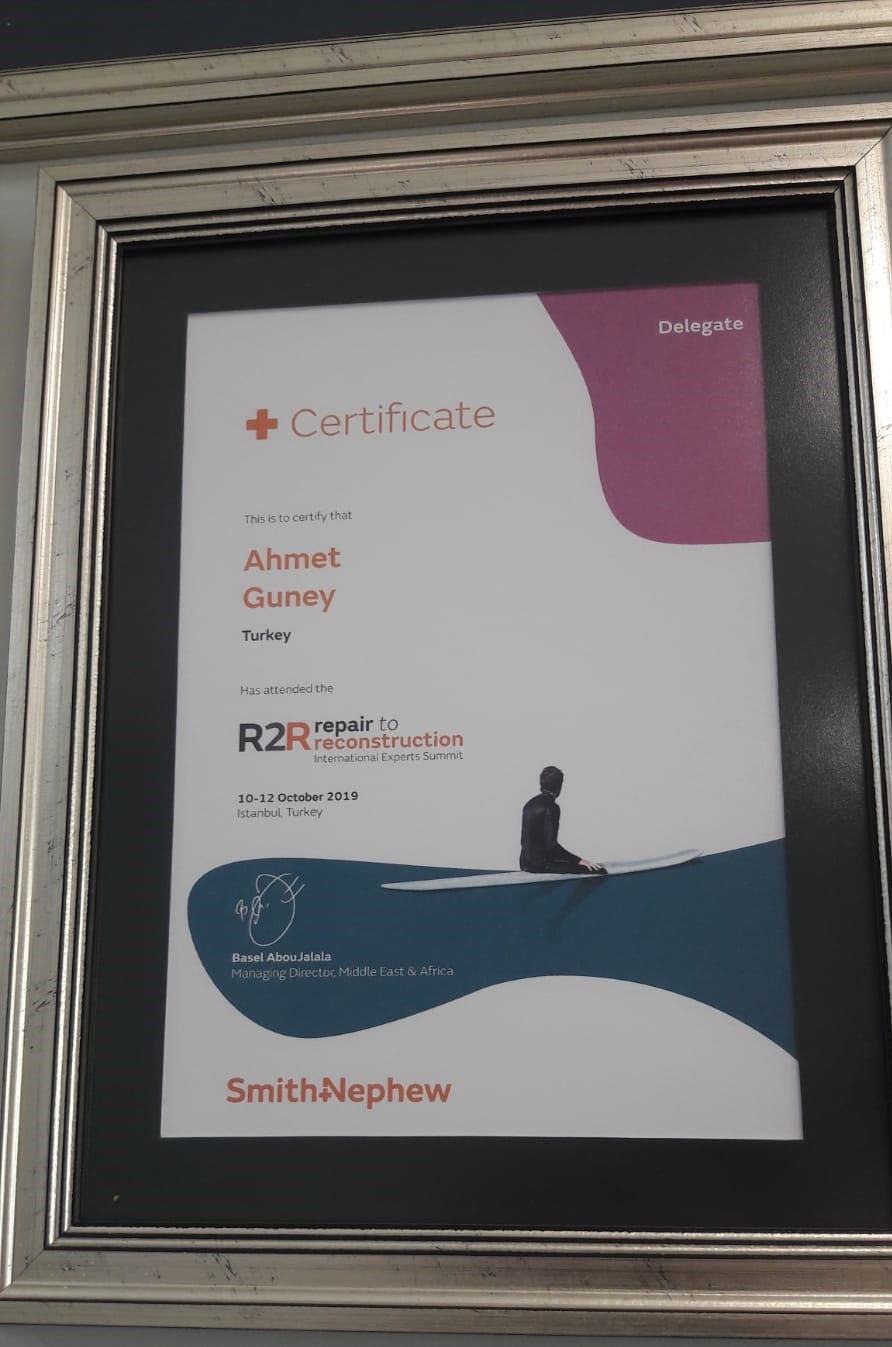 Delegate
Certificate
This is to certify that
Ahmet
Guney
Turkey
Has attended the
R2R repair to
reconstruction
International Experts Summit
10-12 October 2019
Istanbul, Turkey
Basel AbouJalala
Managing Director, Middle East & Africa
Smith+Nephew